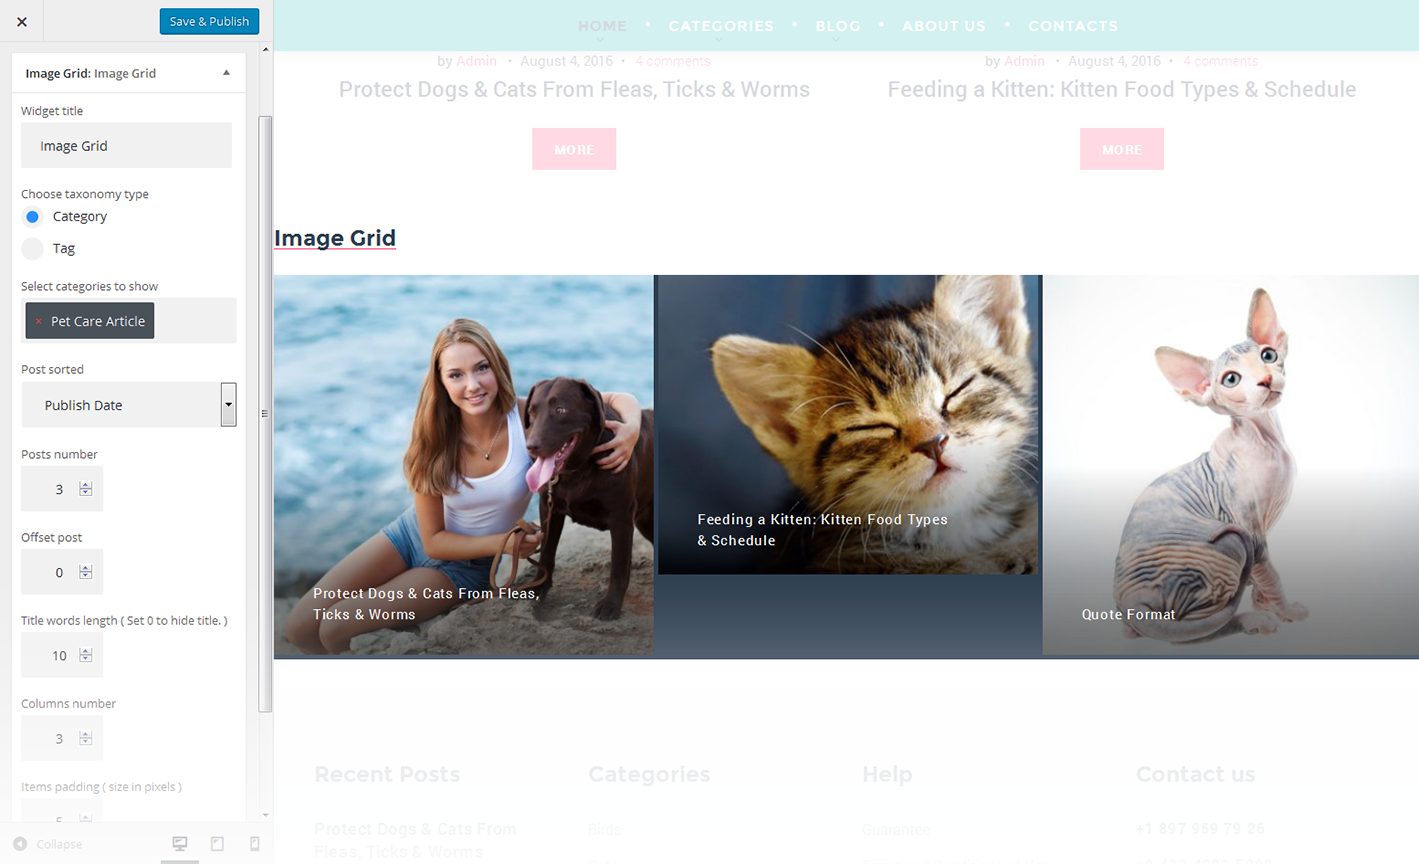 ×
Save & Publish
Image Grid: Image Grid
Widget title
Image Grid
Choose taxonomy type
Category
Tag
Select categories to show
× Pet Care Article
Post sorted
Publish Date
Posts number
3
Offset post
0
Title words length ( Set 0 to hide title. )
10
Columns number
3
Items padding ( size in pixels )
5
Collapse
HOME • CATEGORIES • BLOG • ABOUT US • CONTACTS
by Admin • August 4, 2016 • 4 comments
Protect Dogs & Cats From Fleas, Ticks & Worms
MORE
by Admin • August 4, 2016 • 4 comments
Feeding a Kitten: Kitten Food Types & Schedule
MORE
Image Grid
Protect Dogs & Cats From Fleas,
Ticks & Worms
Feeding a Kitten: Kitten Food Types
& Schedule
Quote Format
Recent Posts
Protect Dogs & Cats From
Fleas, Ticks & Worms
Categories
Birds
Help
Guarantee
Contact us
+1 897 959 79 26